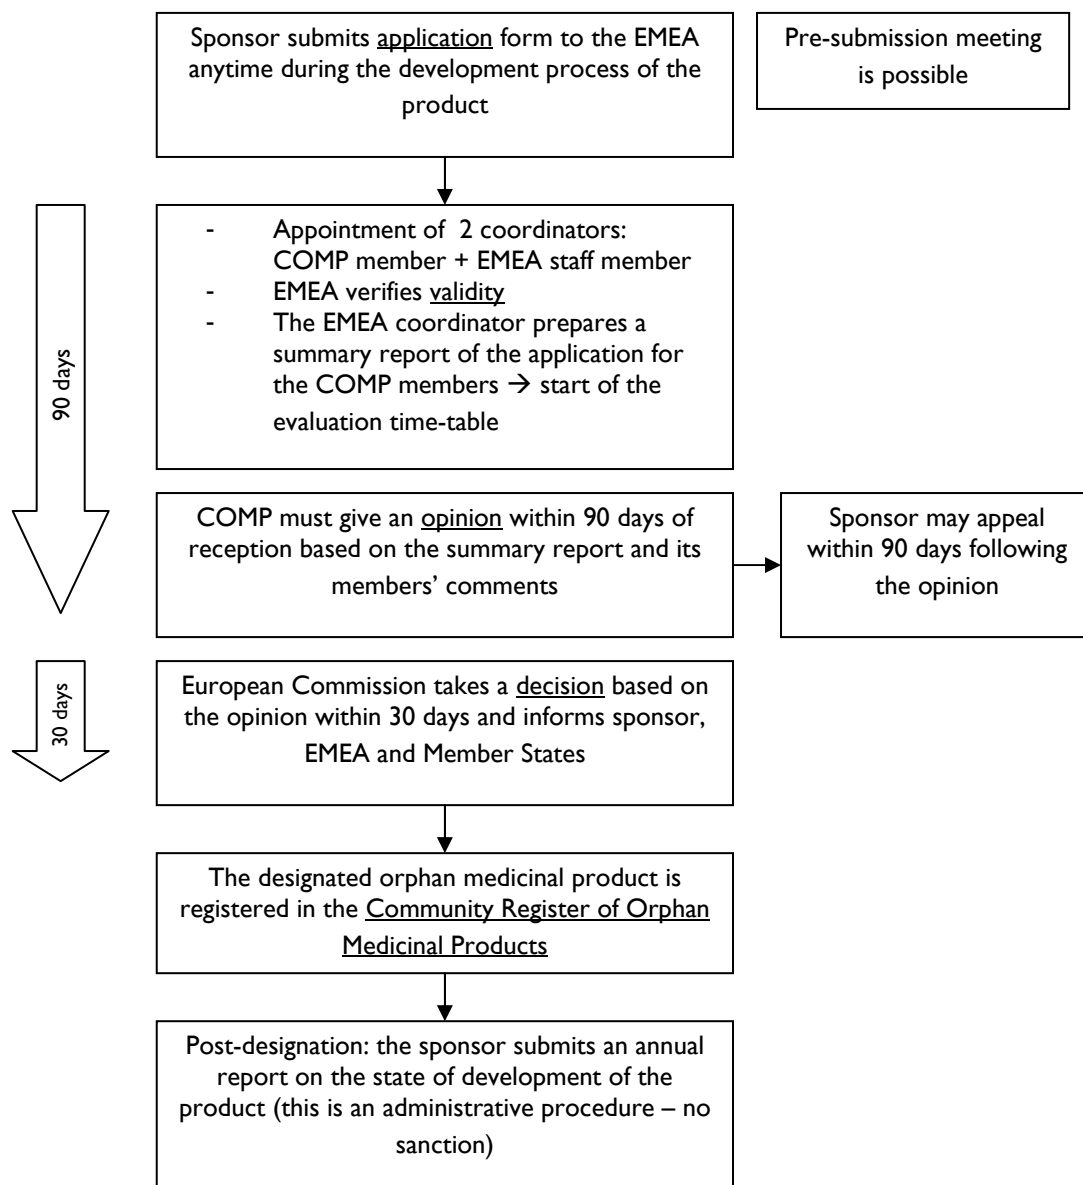 Sponsor submits application form to the EMEA
anytime during the development process of the
product
Pre-submission meeting
is possible
90 days
- Appointment of 2 coordinators:
COMP member + EMEA staff member
- EMEA verifies validity
- The EMEA coordinator prepares a
summary report of the application for
the COMP members → start of the
evaluation time-table
COMP must give an opinion within 90 days of
reception based on the summary report and its
members’ comments
Sponsor may appeal
within 90 days following
the opinion
30 days
European Commission takes a decision based on
the opinion within 30 days and informs sponsor,
EMEA and Member States
The designated orphan medicinal product is
registered in the Community Register of Orphan
Medicinal Products
Post-designation: the sponsor submits an annual
report on the state of development of the
product (this is an administrative procedure – no
sanction)